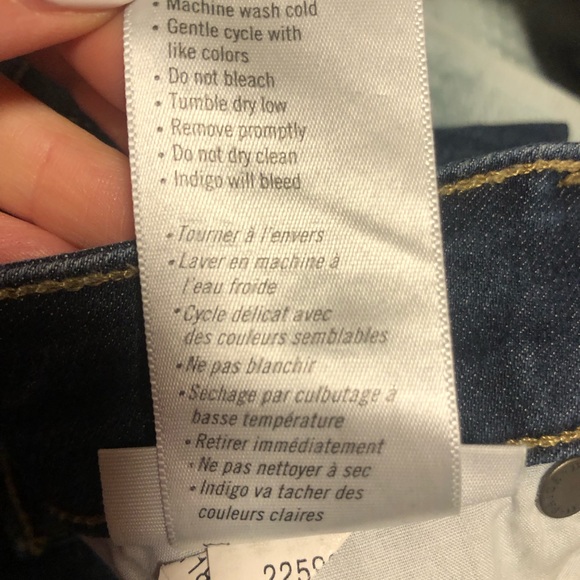 • Machine wash cold
• Gentle cycle with
like colors
• Do not bleach
• Tumble dry low
• Remove promptly
• Do not dry clean
• Indigo will bleed
• Tourner à l'envers
• Laver en machine à
l'eau froide
• Cycle délicat avec
des couleurs semblables
• Ne pas blanchir
• Sechage par culbutage à
basse température
• Retirer immédiatement
• Ne pas nettoyer à sec
• Indigo va tacher des
couleurs claires